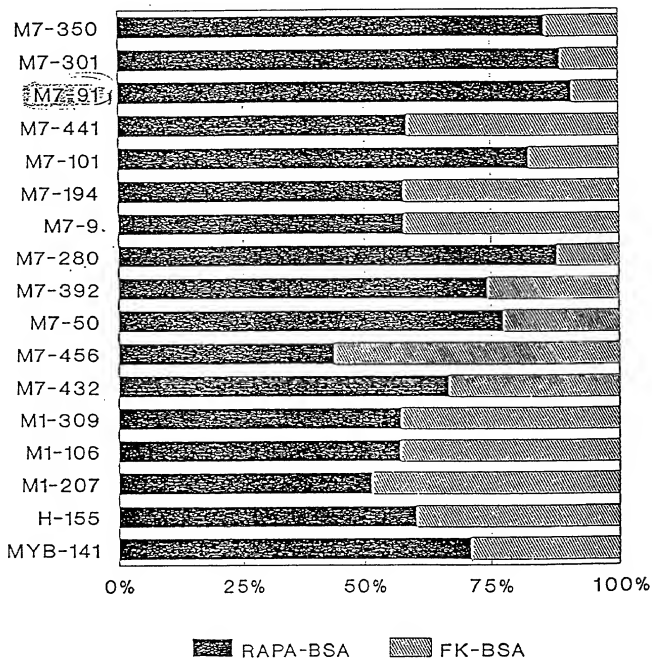 M7-350
M7-301
M7-91
M7-441
M7-101
M7-194
M7-9.
M7-280
M7-392
M7-50
M7-456
M7-432
M1-309
M1-106
M1-207
H-155
MYB-141
0% 25% 50% 75% 100%
RAPA-BSA FK-BSA